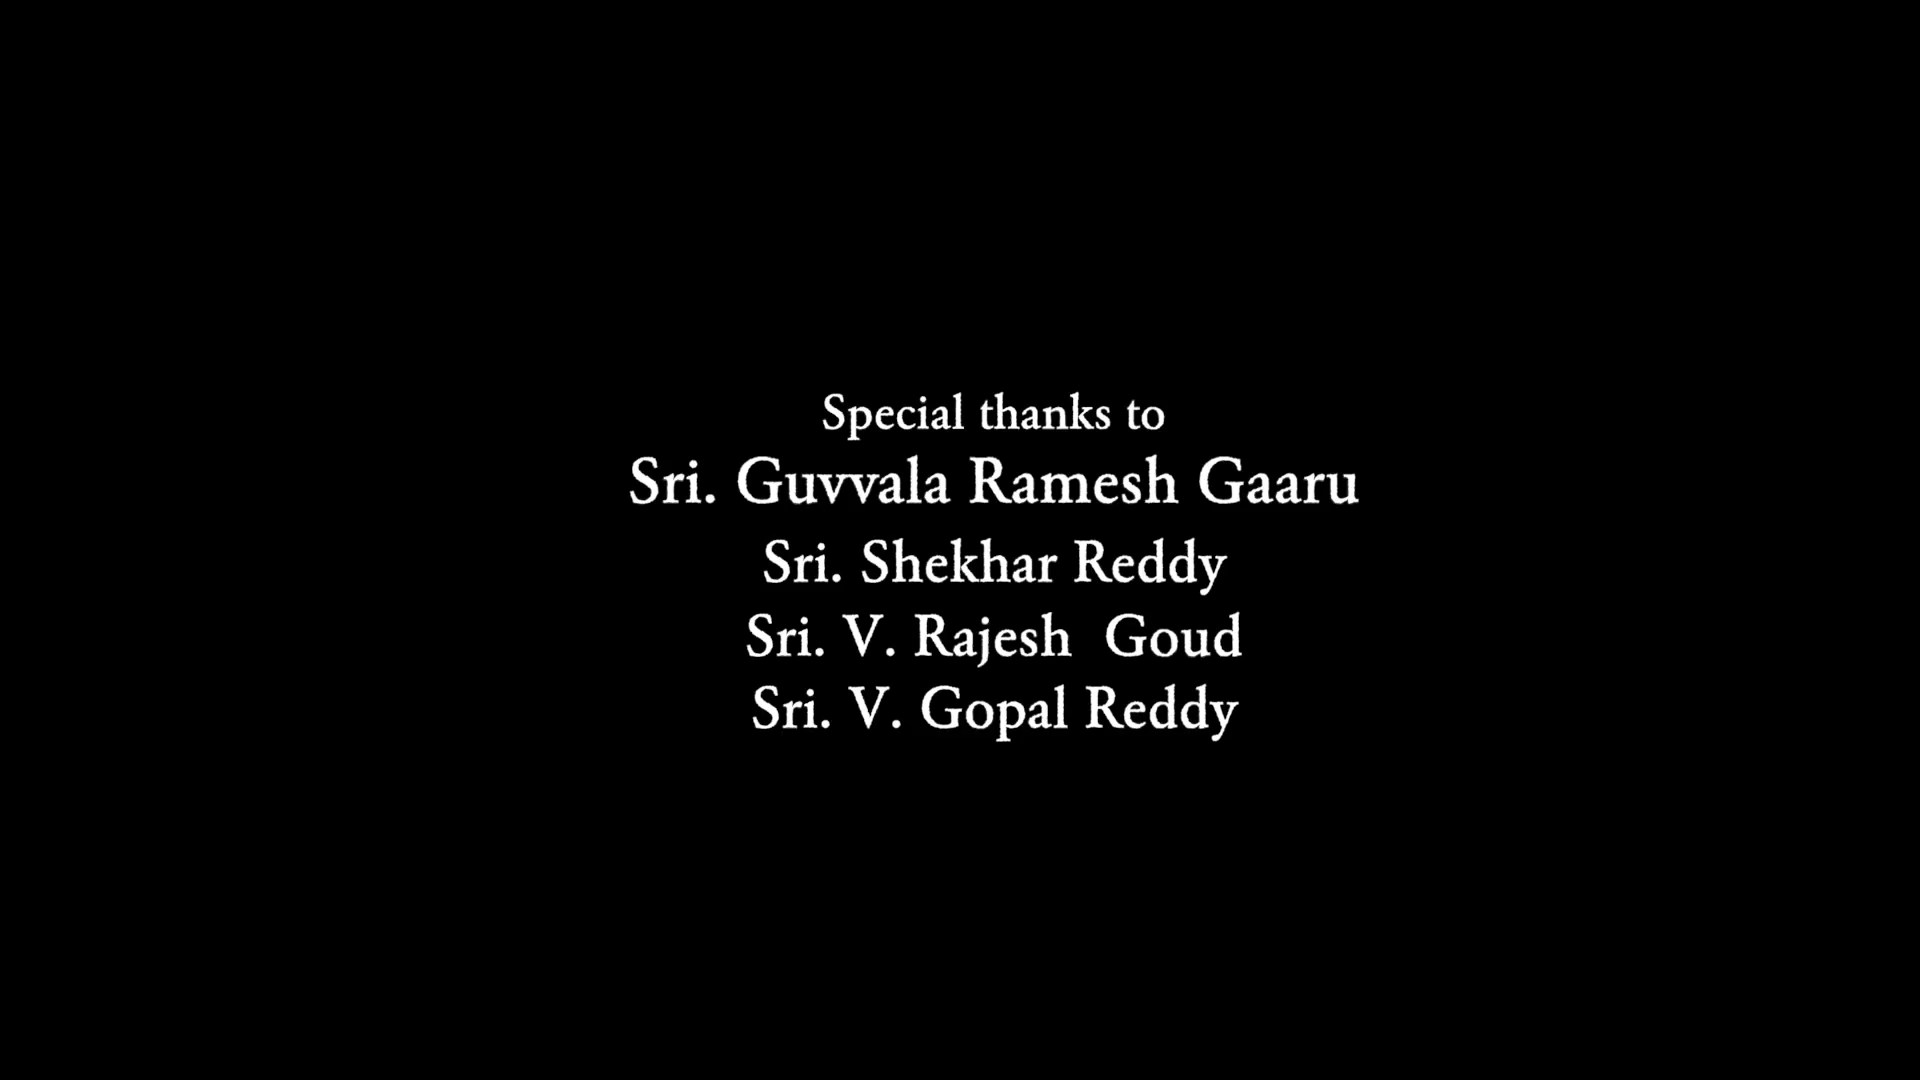 Special thanks to
Sri. Guvvala Ramesh Gaaru
Sri. Shekhar Reddy
Sri. V. Rajesh  Goud
Sri. V. Gopal Reddy